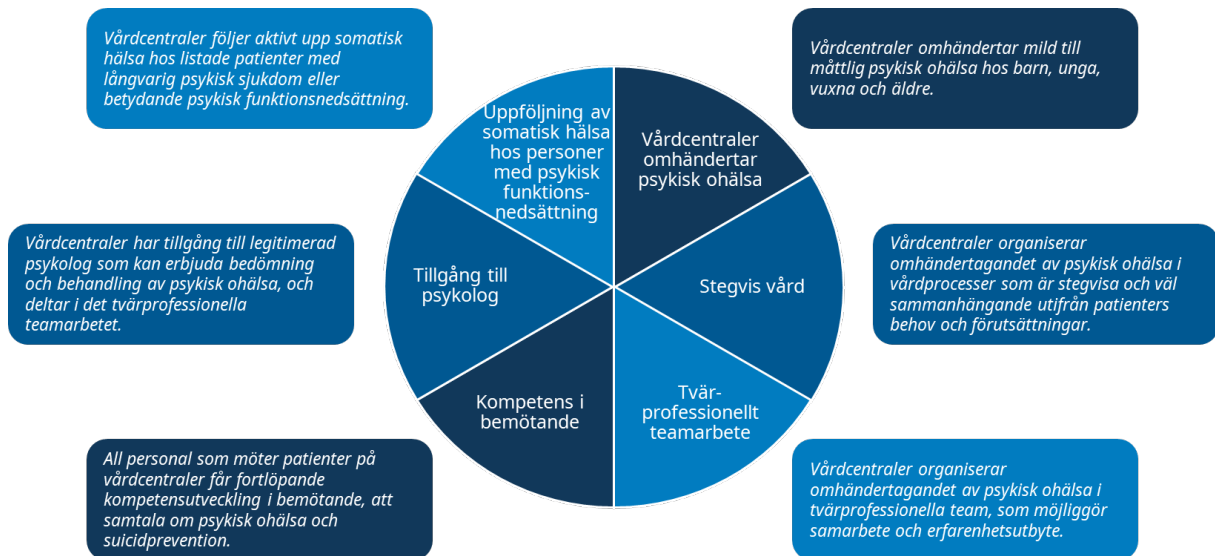 Vårdcentraler följer aktivt upp somatisk
hälsa hos listade patienter med
långvarig psykisk sjukdom eller
betydande psykisk funktionsnedsättning.
Vårdcentraler omhändertar mild till
måttlig psykisk ohälsa hos barn, unga,
vuxna och äldre.
Uppföljning av
somatisk hälsa
hos personer
med psykisk
funktions-
nedsättning
Vårdcentraler
omhändertar
psykisk ohälsa
Vårdcentraler har tillgång till legitimerad
psykolog som kan erbjuda bedömning
och behandling av psykisk ohälsa, och
deltar i det tvärprofessionella
teamarbetet.
Tillgång till
psykolog
Stegvis vård
Vårdcentraler organiserar
omhändertagandet av psykisk ohälsa i
vårdprocesser som är stegvisa och väl
sammanhängande utifrån patienters
behov och förutsättningar.
Kompetens i
bemötande
Tvär-
professionellt
teamarbete
All personal som möter patienter på
vårdcentraler får fortlöpande
kompetensutveckling i bemötande, att
samtala om psykisk ohälsa och
suicidprevention.
Vårdcentraler organiserar
omhändertagandet av psykisk ohälsa i
tvärprofessionella team, som möjliggör
samarbete och erfarenhetsutbyte.